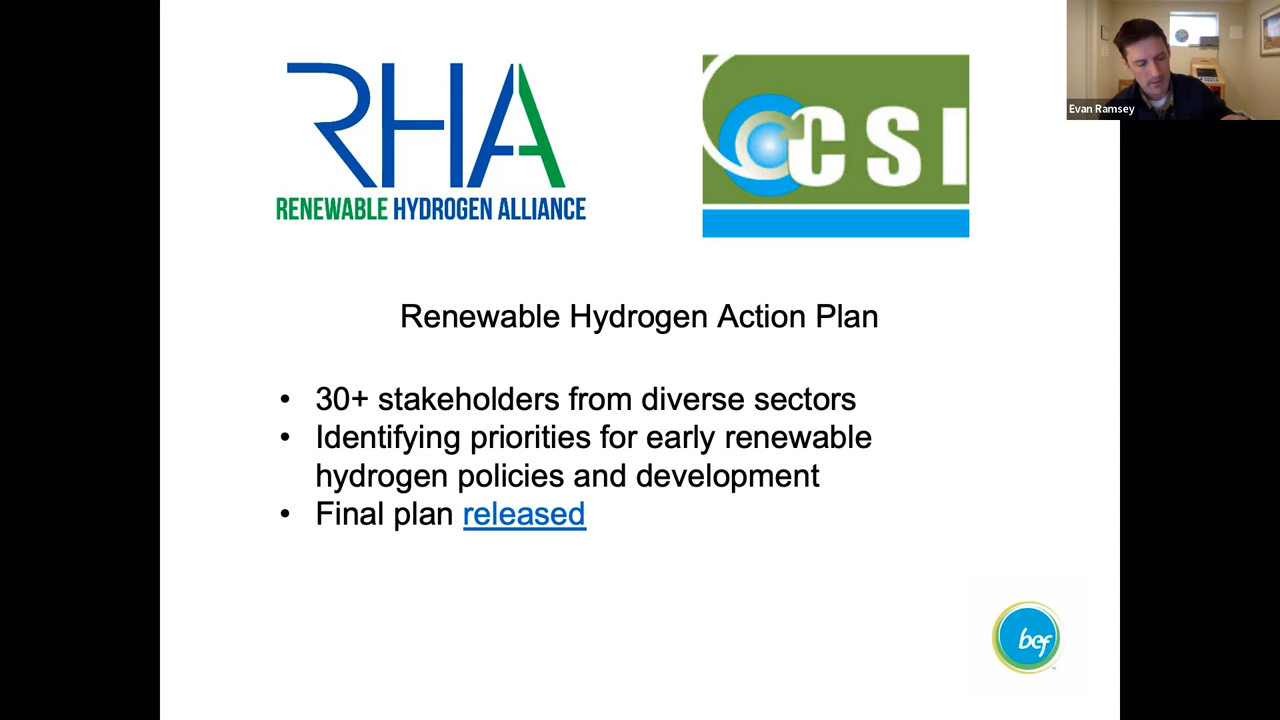 RHA
RENEWABLE HYDROGEN ALLIANCE
CSI
Evan Ramsey
Renewable Hydrogen Action Plan
• 30+ stakeholders from diverse sectors
• Identifying priorities for early renewable
hydrogen policies and development
• Final plan released
bef